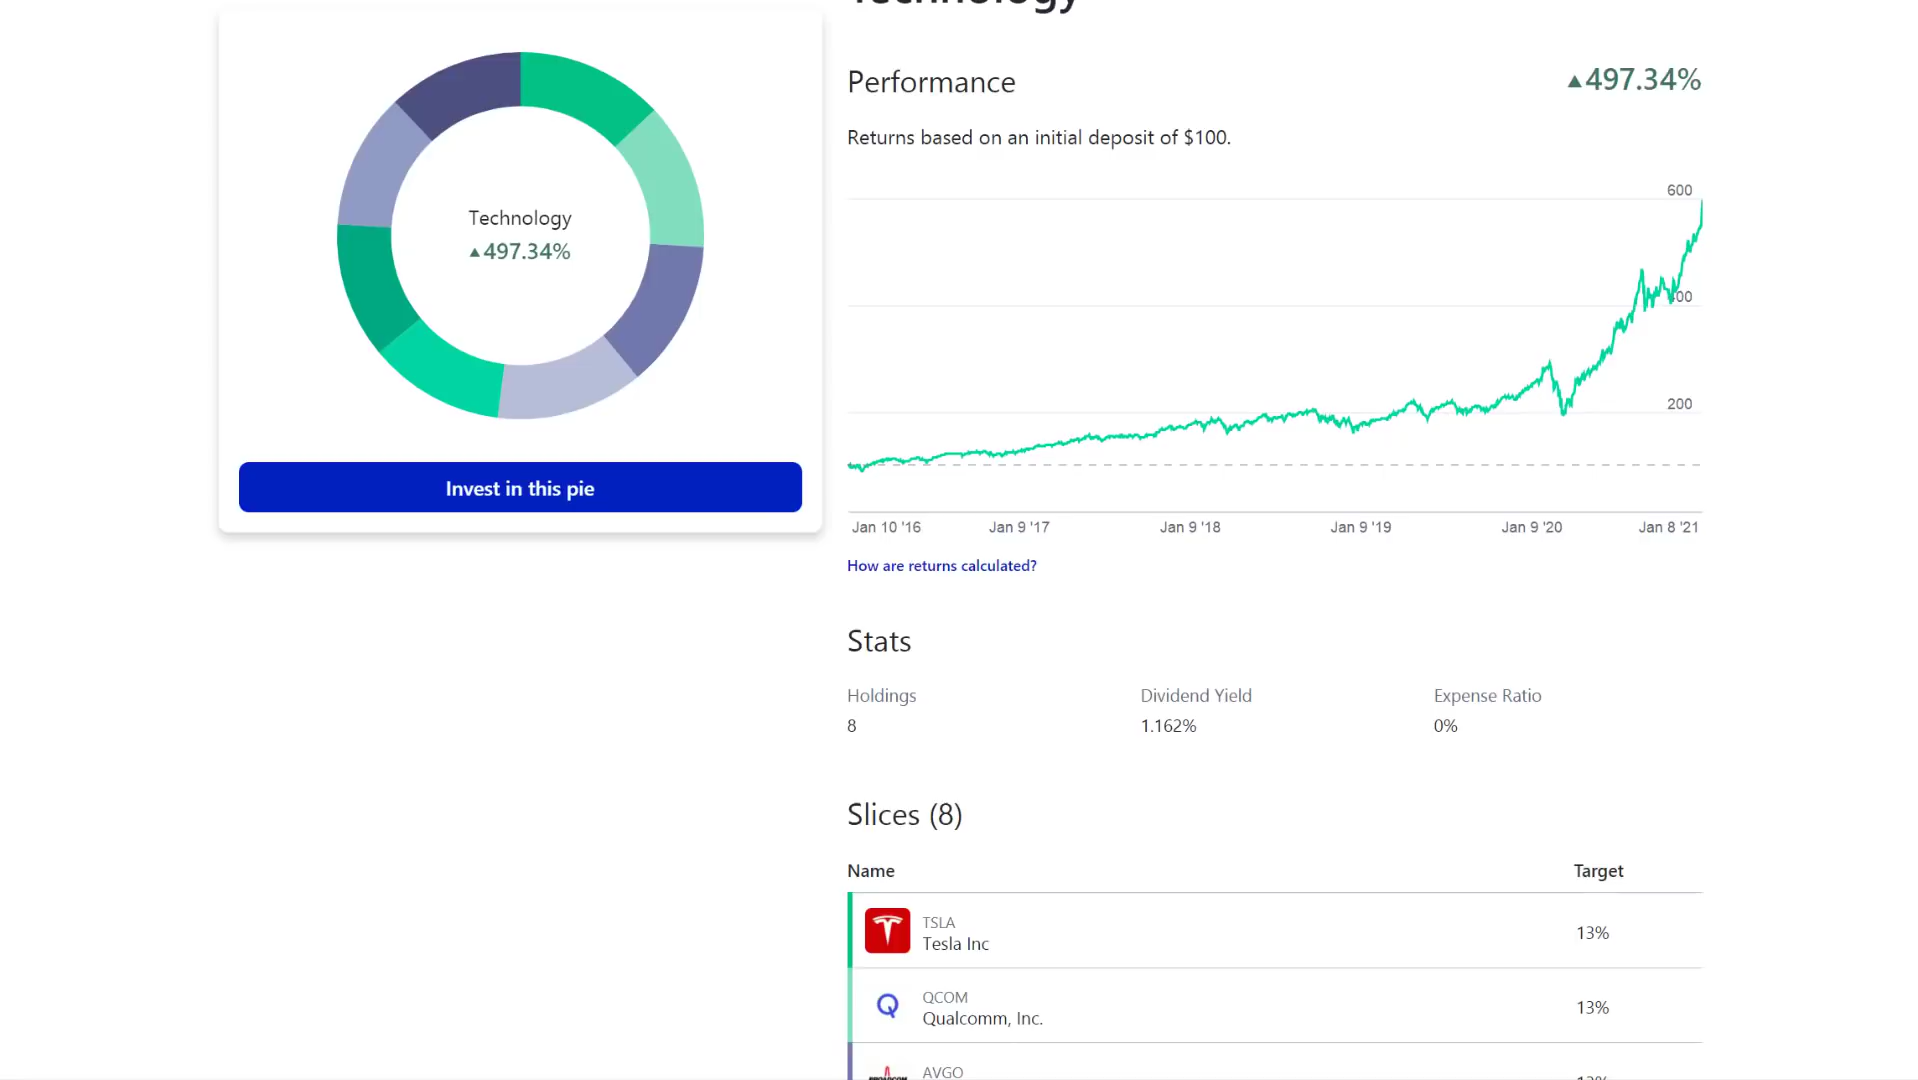 Technology
Performance
▲497.34%
Returns based on an initial deposit of $100.
600
400
200
Jan 10 '16
Jan 9 '17
Jan 9 '18
Jan 9 '19
Jan 9 '20
Jan 8 '21
How are returns calculated?
Technology
▲497.34%
Invest in this pie
Stats
Holdings
Dividend Yield
Expense Ratio
8
1.162%
0%
Slices (8)
Name
Target
TSLA
Tesla Inc
13%
QCOM
Qualcomm, Inc.
13%
AVGO